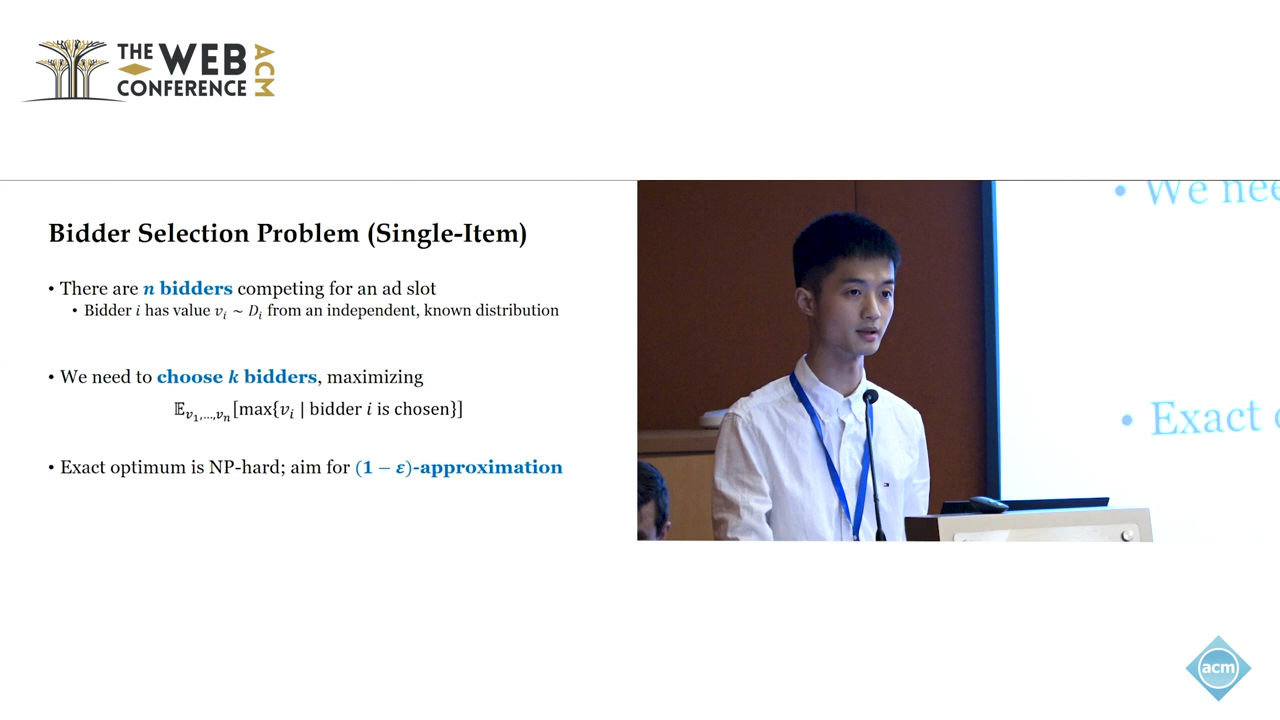 THE WEB
CONFERENCE
ACM
Bidder Selection Problem (Single-Item)
• There are n bidders competing for an ad slot
• Bidder i has value vᵢ ~ Dᵢ from an independent, known distribution
• We need to choose k bidders, maximizing
𝔼_{v₁,…,vₙ}[max{vᵢ | bidder i is chosen}]
• Exact optimum is NP-hard; aim for (1 − ε)-approximation
• We nee
• Exact
acm